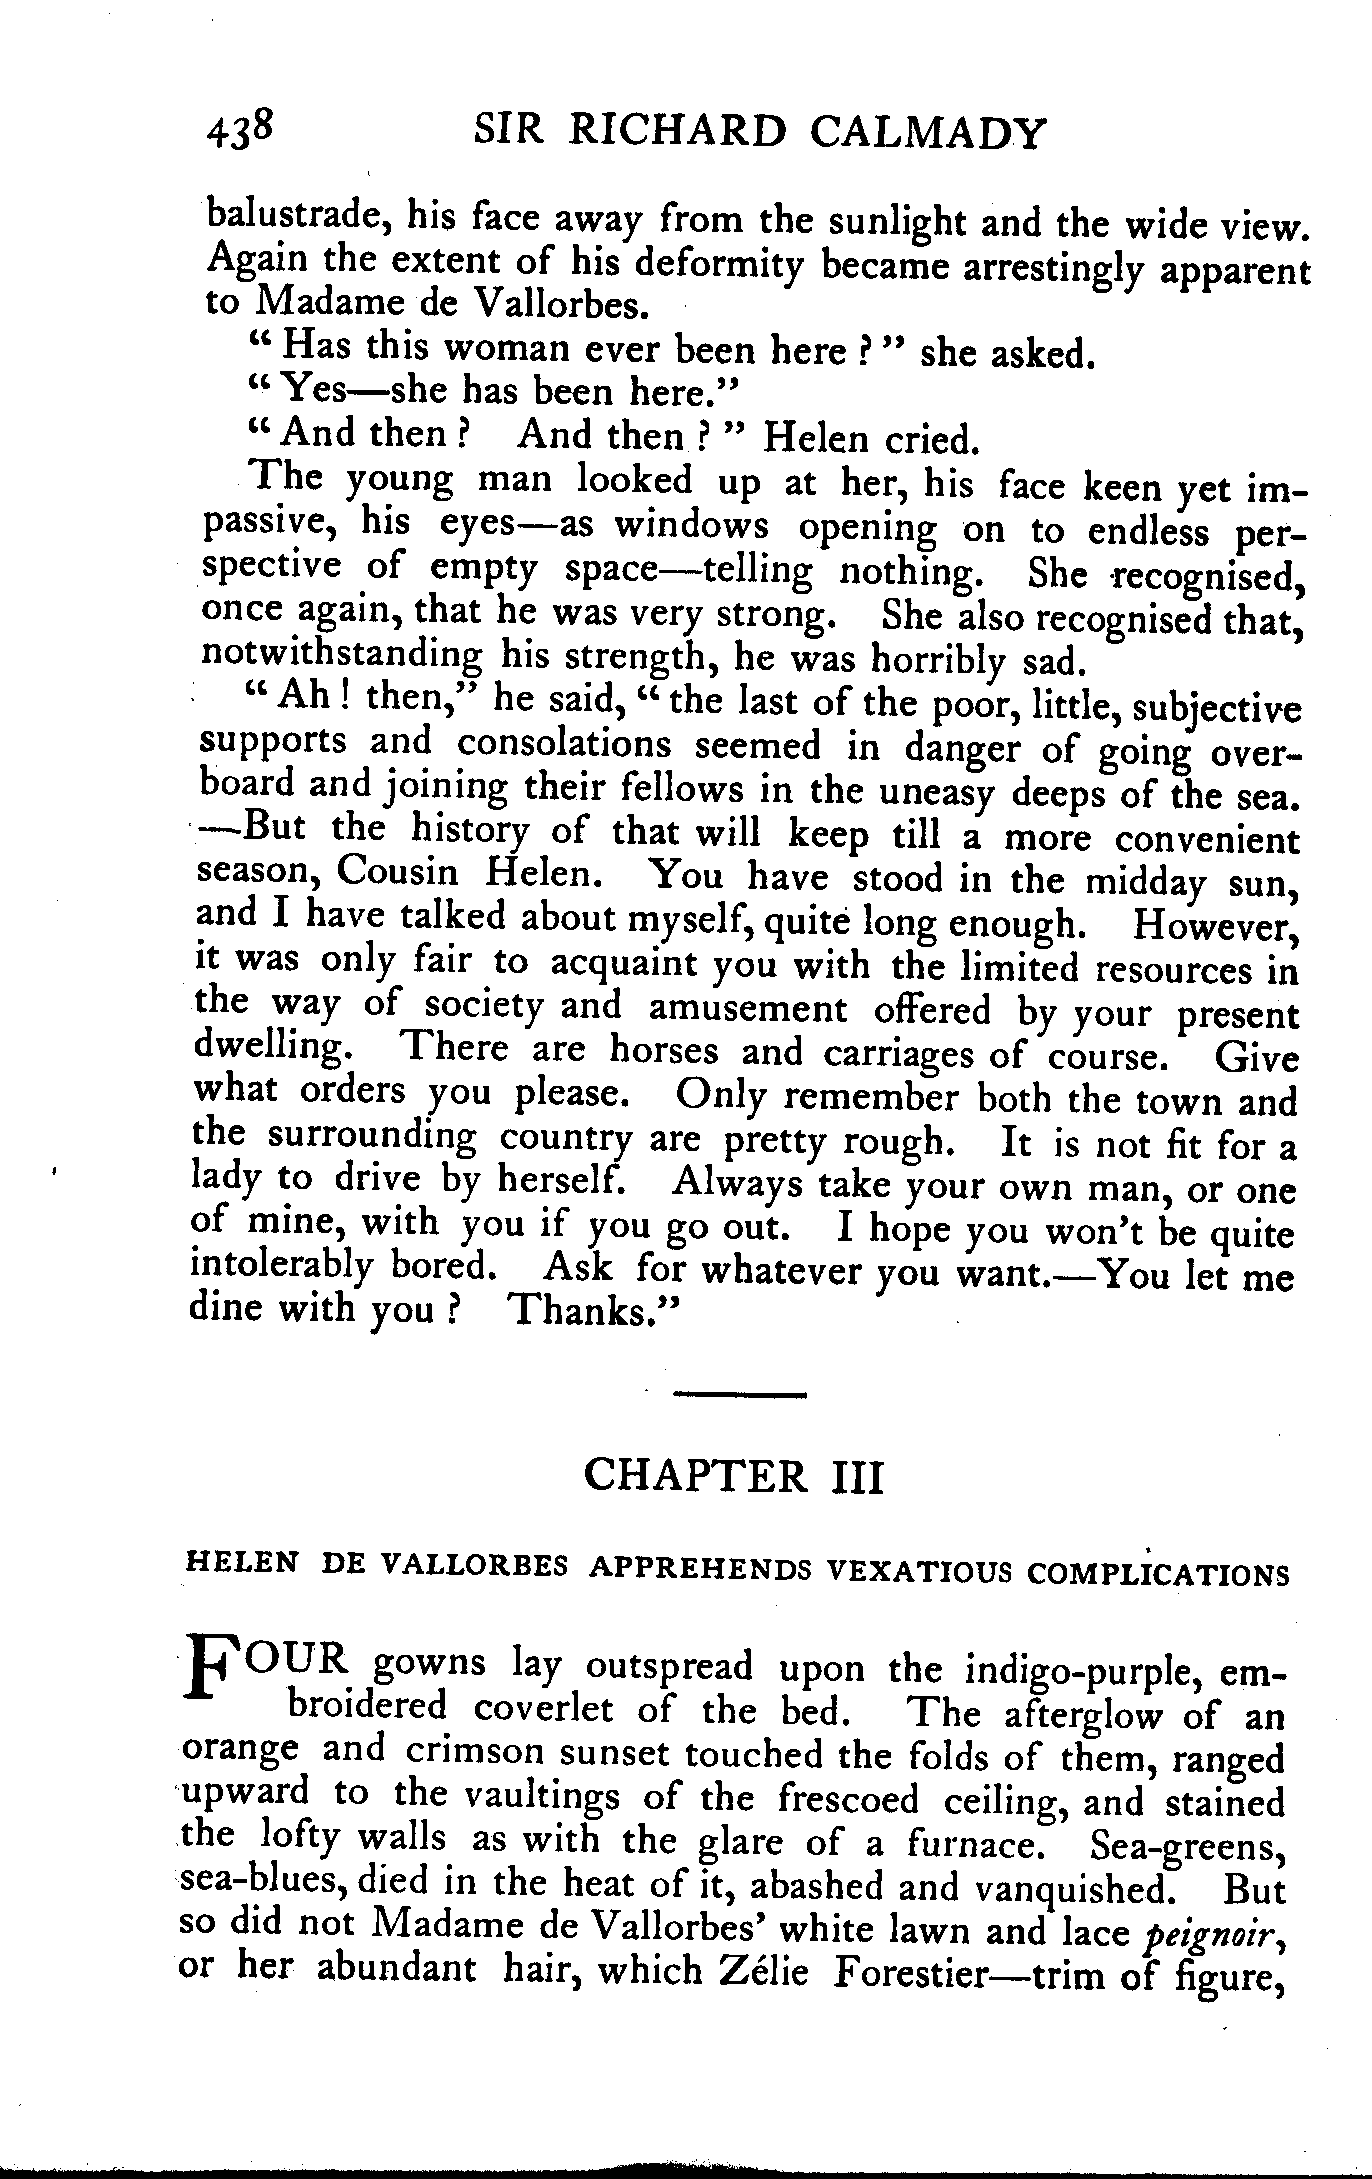 438 SIR RICHARD CALMADY
balustrade, his face away from the sunlight and the wide view.
Again the extent of his deformity became arrestingly apparent
to Madame de Vallorbes.
“ Has this woman ever been here ? ” she asked.
“ Yes—she has been here.”
“ And then ? And then ? ” Helen cried.
The young man looked up at her, his face keen yet im-
passive, his eyes—as windows opening on to endless per-
spective of empty space—telling nothing. She recognised,
once again, that he was very strong. She also recognised that,
notwithstanding his strength, he was horribly sad.
“ Ah ! then,” he said, “ the last of the poor, little, subjective
supports and consolations seemed in danger of going over-
board and joining their fellows in the uneasy deeps of the sea.
—But the history of that will keep till a more convenient
season, Cousin Helen. You have stood in the midday sun,
and I have talked about myself, quite long enough. However,
it was only fair to acquaint you with the limited resources in
the way of society and amusement offered by your present
dwelling. There are horses and carriages of course. Give
what orders you please. Only remember both the town and
the surrounding country are pretty rough. It is not fit for a
lady to drive by herself. Always take your own man, or one
of mine, with you if you go out. I hope you won’t be quite
intolerably bored. Ask for whatever you want.—You let me
dine with you ? Thanks.”
CHAPTER III
HELEN DE VALLORBES APPREHENDS VEXATIOUS COMPLICATIONS
FOUR gowns lay outspread upon the indigo-purple, em-
broidered coverlet of the bed. The afterglow of an
orange and crimson sunset touched the folds of them, ranged
upward to the vaultings of the frescoed ceiling, and stained
the lofty walls as with the glare of a furnace. Sea-greens,
sea-blues, died in the heat of it, abashed and vanquished. But
so did not Madame de Vallorbes’ white lawn and lace peignoir,
or her abundant hair, which Zélie Forestier—trim of figure,